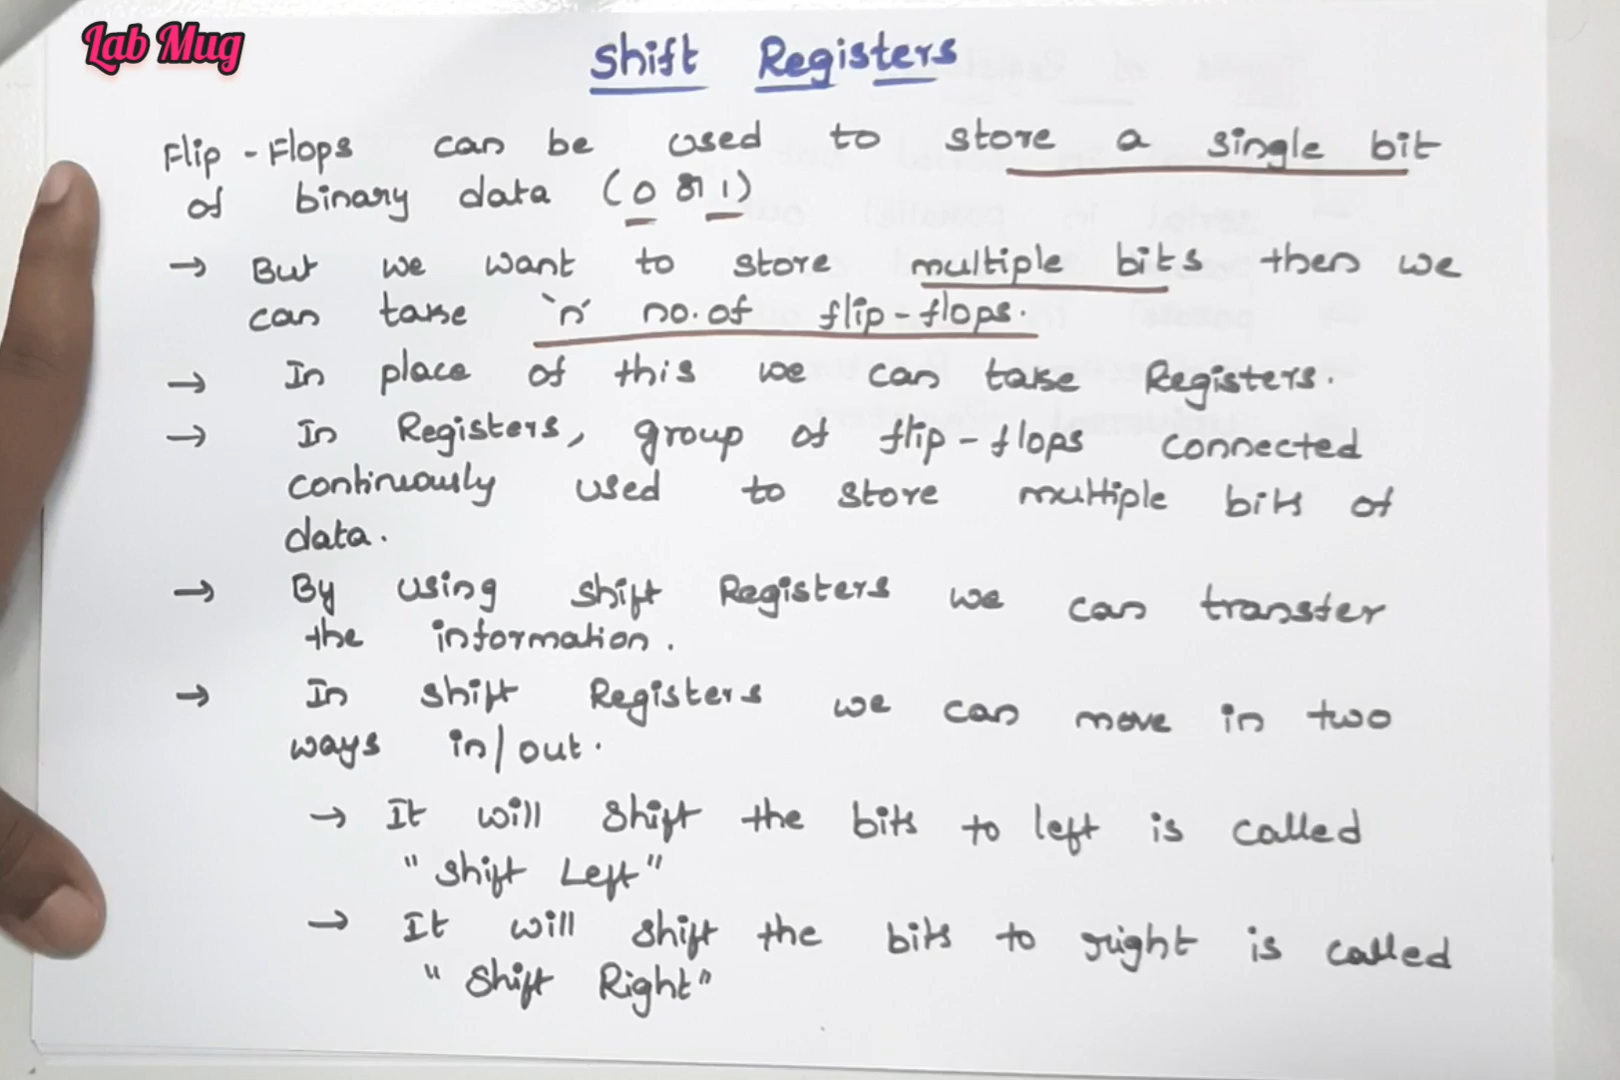 Lab Mug
Shift Registers
Flip-Flops can be used to store a single bit
of binary data (0 or 1)
→ But we want to store multiple bits then we
can take 'n' no.of flip-flops.
→ In place of this we can take Registers.
→ In Registers, group of flip-flops connected
continuously used to store multiple bits of
data.
→ By using shift Registers we can transfer
the information.
→ In shift Registers we can move in two
ways in/out.
→ It will shift the bits to left is called
"Shift Left"
→ It will shift the bits to right is called
"Shift Right"